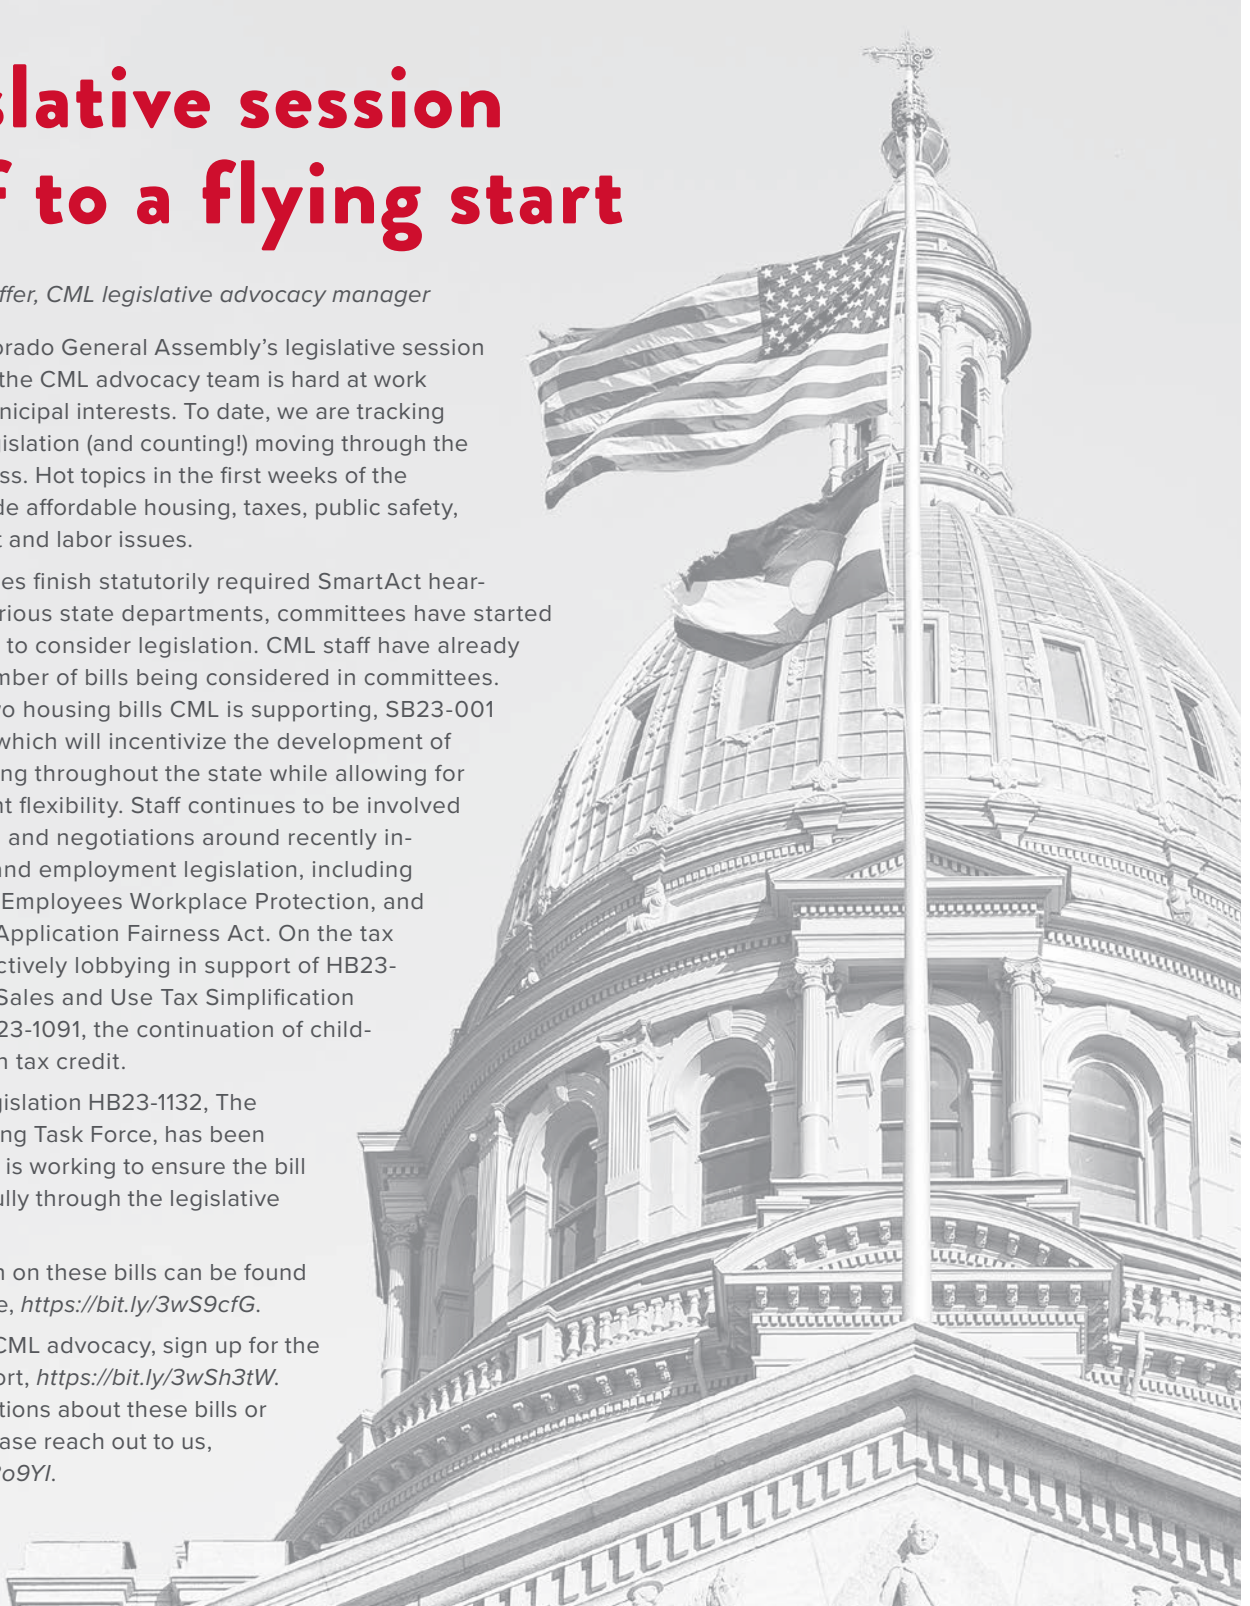 slative session
f to a flying start
ffer, CML legislative advocacy manager
orado General Assembly’s legislative session
the CML advocacy team is hard at work
nicipal interests. To date, we are tracking
gislation (and counting!) moving through the
ss. Hot topics in the first weeks of the
de affordable housing, taxes, public safety,
t and labor issues.
es finish statutorily required SmartAct hear-
rious state departments, committees have started
to consider legislation. CML staff have already
mber of bills being considered in committees.
vo housing bills CML is supporting, SB23-001
which will incentivize the development of
ng throughout the state while allowing for
nt flexibility. Staff continues to be involved
and negotiations around recently in-
and employment legislation, including
Employees Workplace Protection, and
Application Fairness Act. On the tax
ctively lobbying in support of HB23-
Sales and Use Tax Simplification
23-1091, the continuation of child-
n tax credit.
gislation HB23-1132, The
ng Task Force, has been
is working to ensure the bill
ully through the legislative
n on these bills can be found
e, https://bit.ly/3wS9cfG.
CML advocacy, sign up for the
ort, https://bit.ly/3wSh3tW.
tions about these bills or
ase reach out to us,
o9YI.